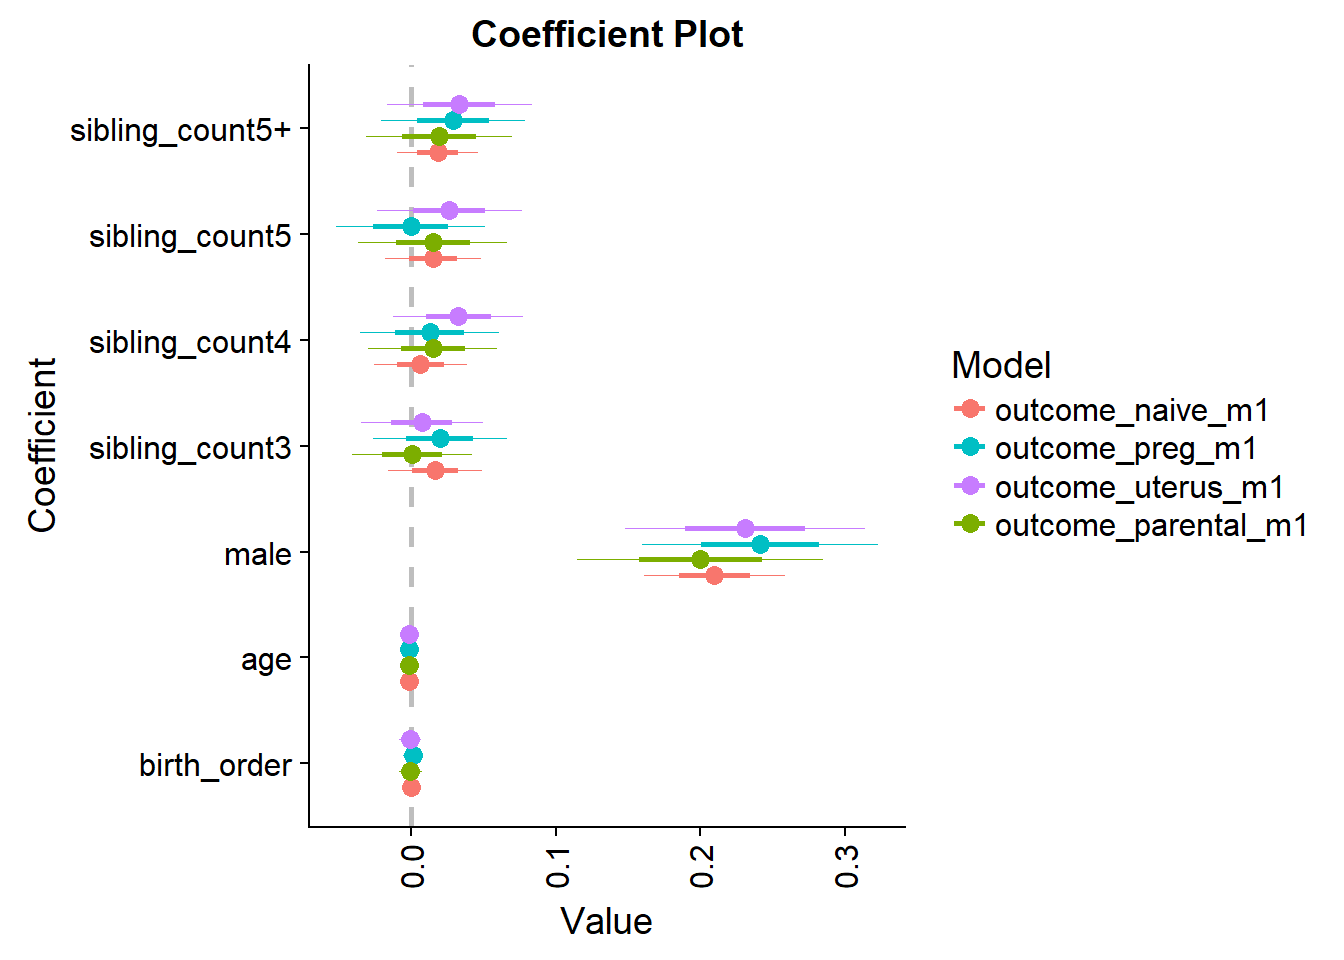 Coefficient Plot
sibling_count5+
sibling_count5
sibling_count4
sibling_count3
male
age
birth_order
Coefficient
0.0
0.1
0.2
0.3
Value
Model
outcome_naive_m1
outcome_preg_m1
outcome_uterus_m1
outcome_parental_m1